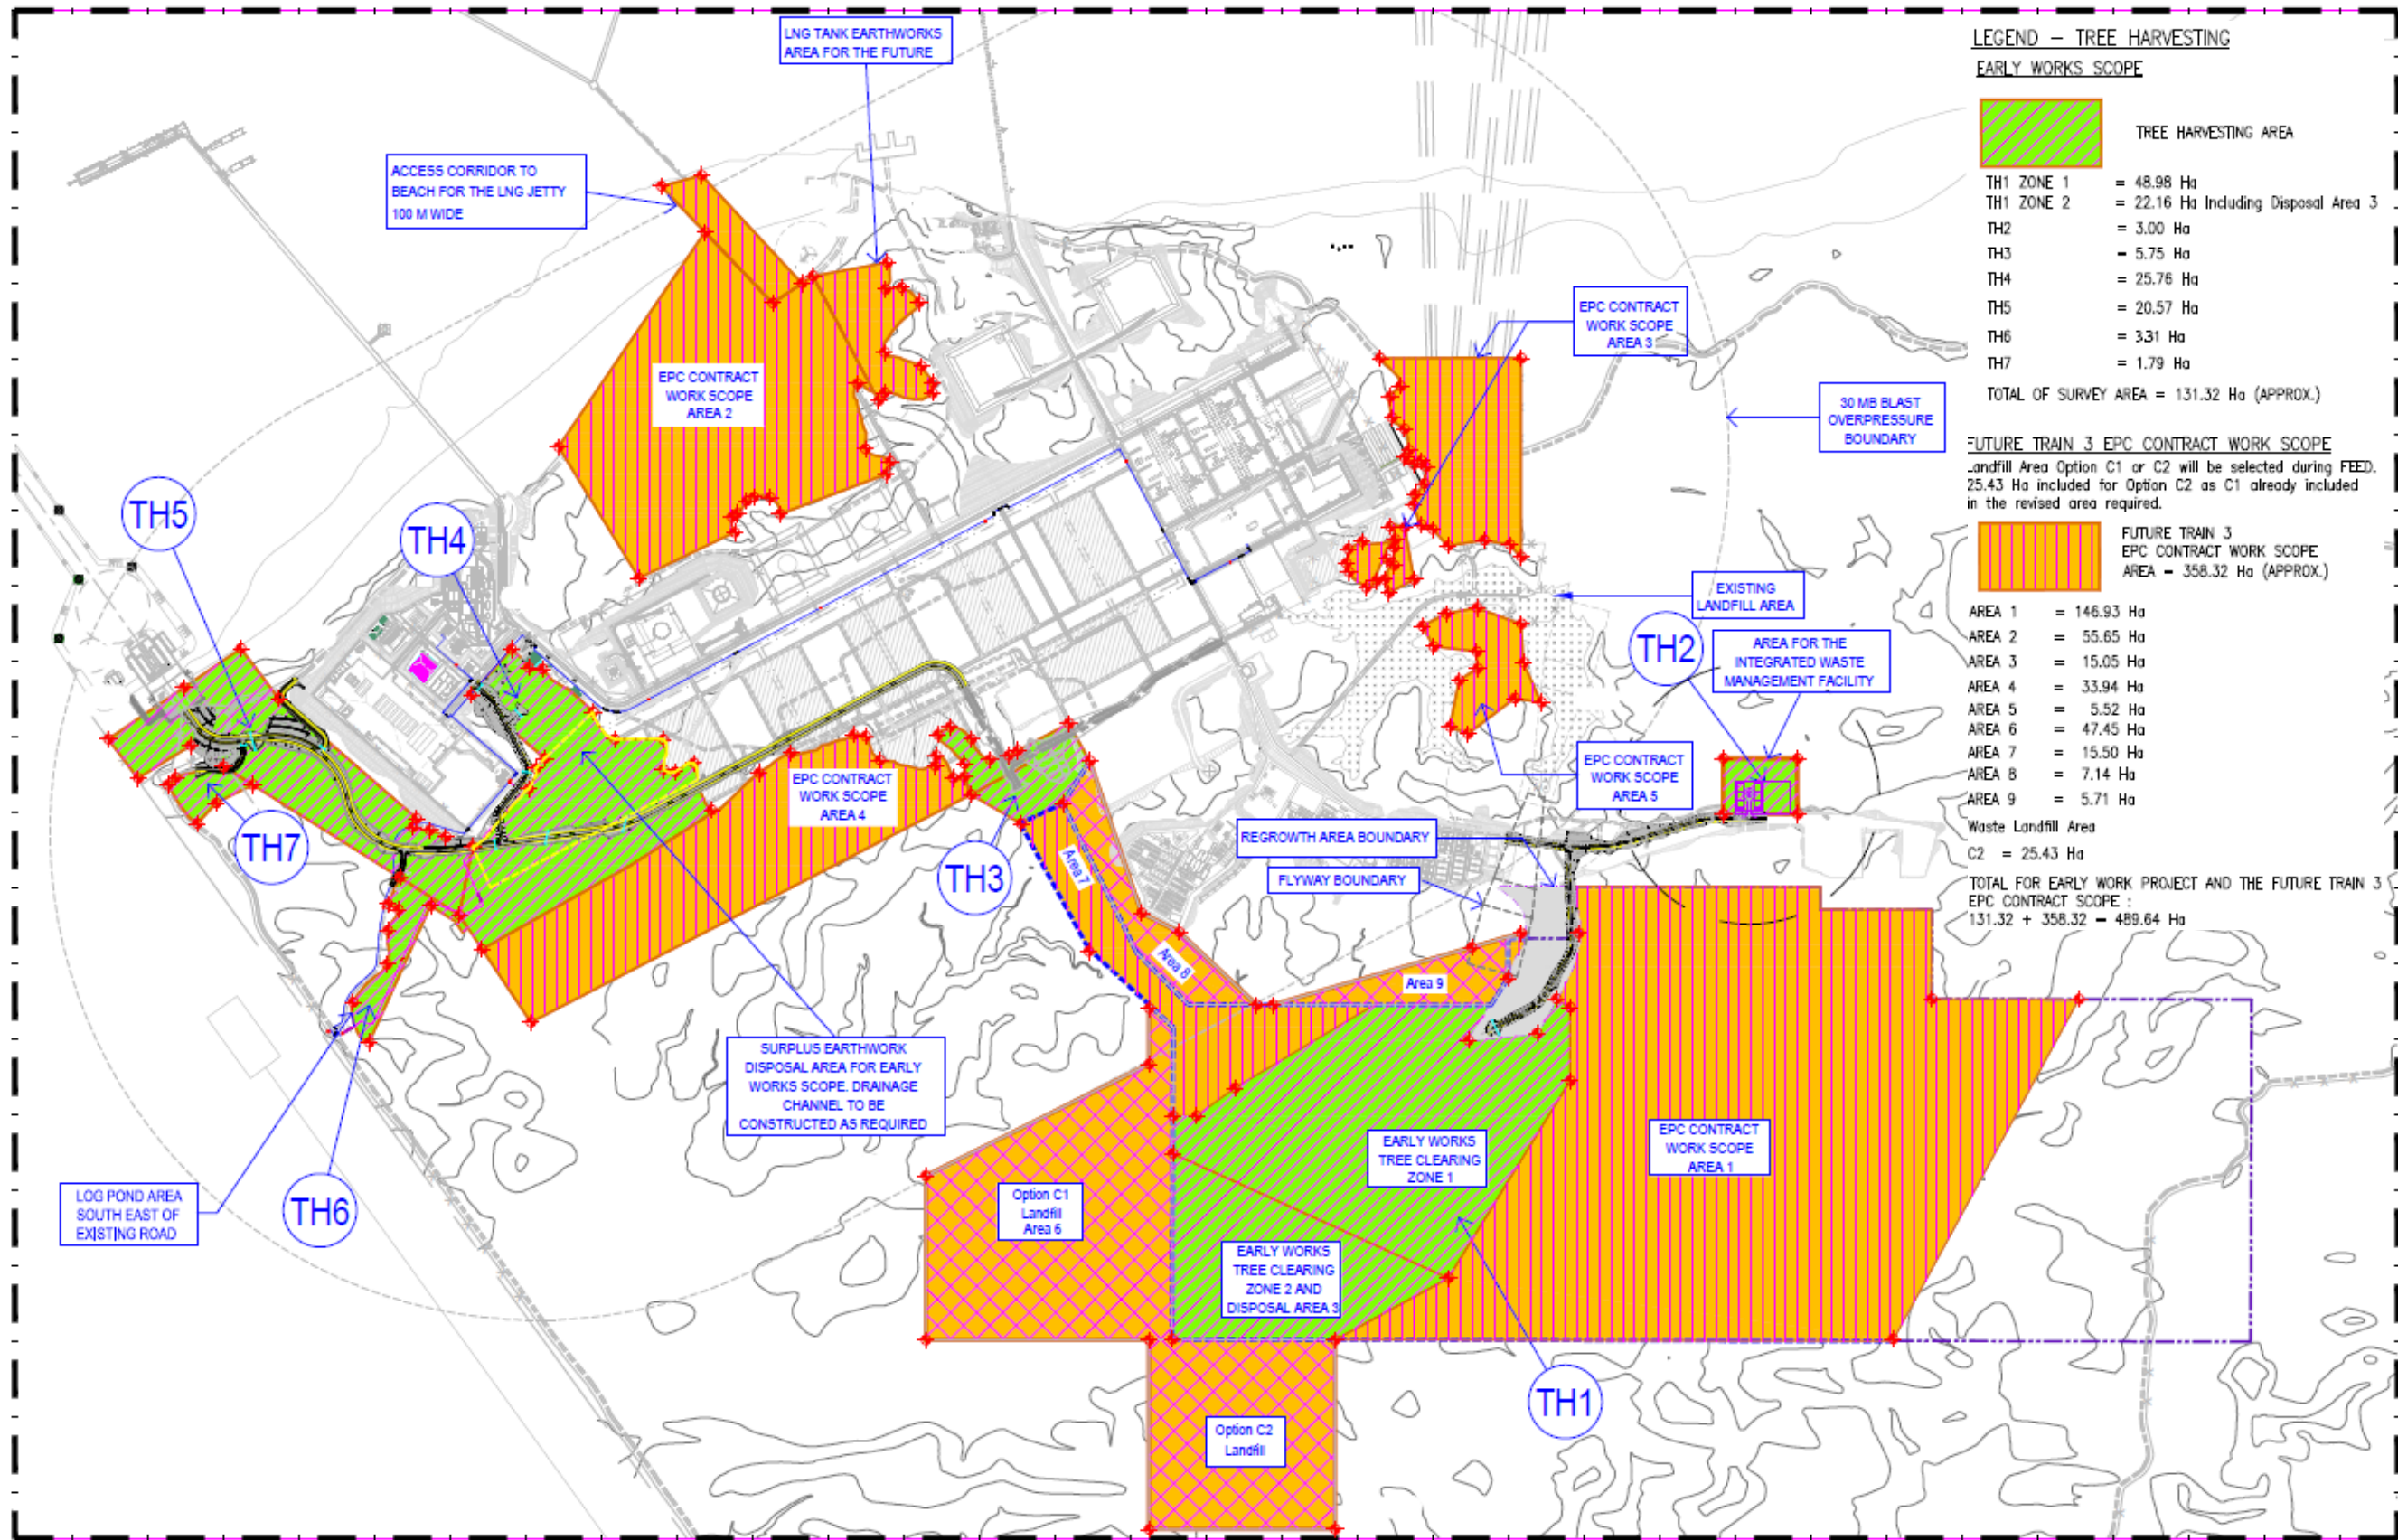 LNG TANK EARTHWORKS
AREA FOR THE FUTURE
ACCESS CORRIDOR TO
BEACH FOR THE LNG JETTY
100 M WIDE
EPC CONTRACT
WORK SCOPE
AREA 2
EPC CONTRACT
WORK SCOPE
AREA 3
30 MB BLAST
OVERPRESSURE
BOUNDARY
TH5
TH4
EXISTING
LANDFILL AREA
TH2
AREA FOR THE
INTEGRATED WASTE
MANAGEMENT FACILITY
EPC CONTRACT
WORK SCOPE
AREA 4
EPC CONTRACT
WORK SCOPE
AREA 5
TH7
TH3
REGROWTH AREA BOUNDARY
FLYWAY BOUNDARY
Area 7
Area 8
Area 9
SURPLUS EARTHWORK
DISPOSAL AREA FOR EARLY
WORKS SCOPE. DRAINAGE
CHANNEL TO BE
CONSTRUCTED AS REQUIRED
EARLY WORKS
TREE CLEARING
ZONE 1
EPC CONTRACT
WORK SCOPE
AREA 1
LOG POND AREA
SOUTH EAST OF
EXISTING ROAD
TH6
Option C1
Landfill
Area 6
EARLY WORKS
TREE CLEARING
ZONE 2 AND
DISPOSAL AREA 3
TH1
Option C2
Landfill
LEGEND – TREE HARVESTING
EARLY WORKS SCOPE
TREE HARVESTING AREA
TH1 ZONE 1 = 48.98 Ha
TH1 ZONE 2 = 22.16 Ha Including Disposal Area 3
TH2 = 3.00 Ha
TH3 = 5.75 Ha
TH4 = 25.76 Ha
TH5 = 20.57 Ha
TH6 = 3.31 Ha
TH7 = 1.79 Ha
TOTAL OF SURVEY AREA = 131.32 Ha (APPROX.)
FUTURE TRAIN 3 EPC CONTRACT WORK SCOPE
Landfill Area Option C1 or C2 will be selected during FEED.
25.43 Ha included for Option C2 as C1 already included
in the revised area required.
FUTURE TRAIN 3
EPC CONTRACT WORK SCOPE
AREA = 358.32 Ha (APPROX.)
AREA 1 = 146.93 Ha
AREA 2 = 55.65 Ha
AREA 3 = 15.05 Ha
AREA 4 = 33.94 Ha
AREA 5 = 5.52 Ha
AREA 6 = 47.45 Ha
AREA 7 = 15.50 Ha
AREA 8 = 7.14 Ha
AREA 9 = 5.71 Ha
Waste Landfill Area
C2 = 25.43 Ha
TOTAL FOR EARLY WORK PROJECT AND THE FUTURE TRAIN 3
EPC CONTRACT SCOPE :
131.32 + 358.32 = 489.64 Ha